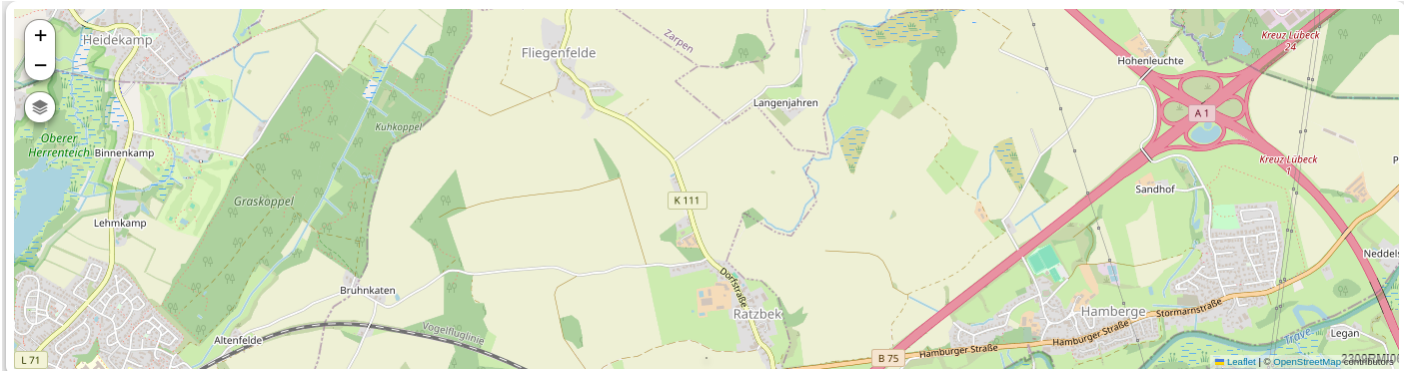 +
−
Heidekamp
Fliegenfelde
Zarpen
Hohenleuchte
Kreuz Lübeck
24
Langenjahren
A 1
Kuhkoppel
Oberer
Herrenteich
Binnenkamp
Kreuz Lübeck
1
P
Sandhof
Graskoppel
K 111
Lehmkamp
Neddels
Dorfstraße
Bruhnkaten
Ratzbek
Hamberge
Stormarnstraße
Vogelfluglinie
Altenfelde
Hamburger Straße
Trave
Legan
L 71
B 75
Hamburger Straße
Leaflet | © OpenStreetMap contributors